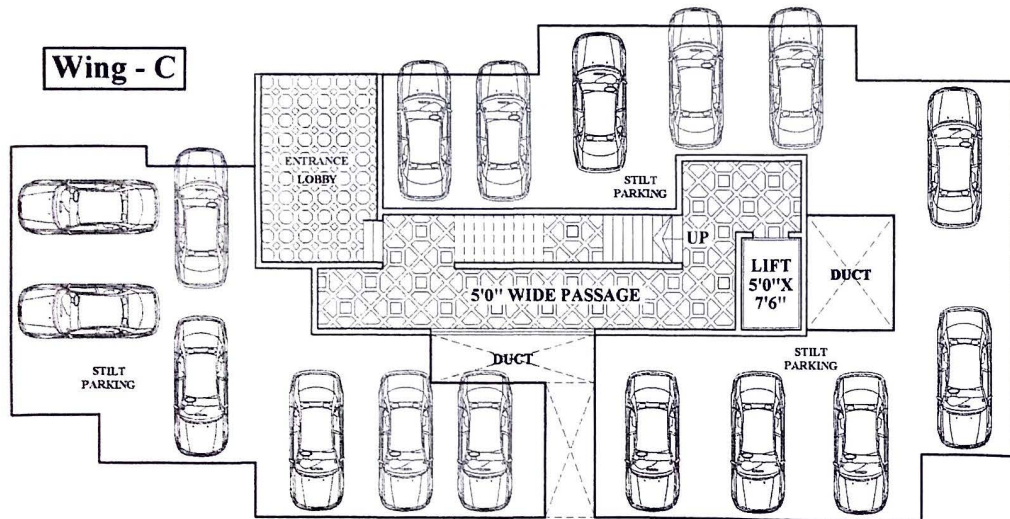 Wing - C
ENTRANCE
LOBBY
STILT
PARKING
UP
LIFT
5'0"X
7'6"
DUCT
5'0" WIDE PASSAGE
DUCT
STILT
PARKING
STILT
PARKING